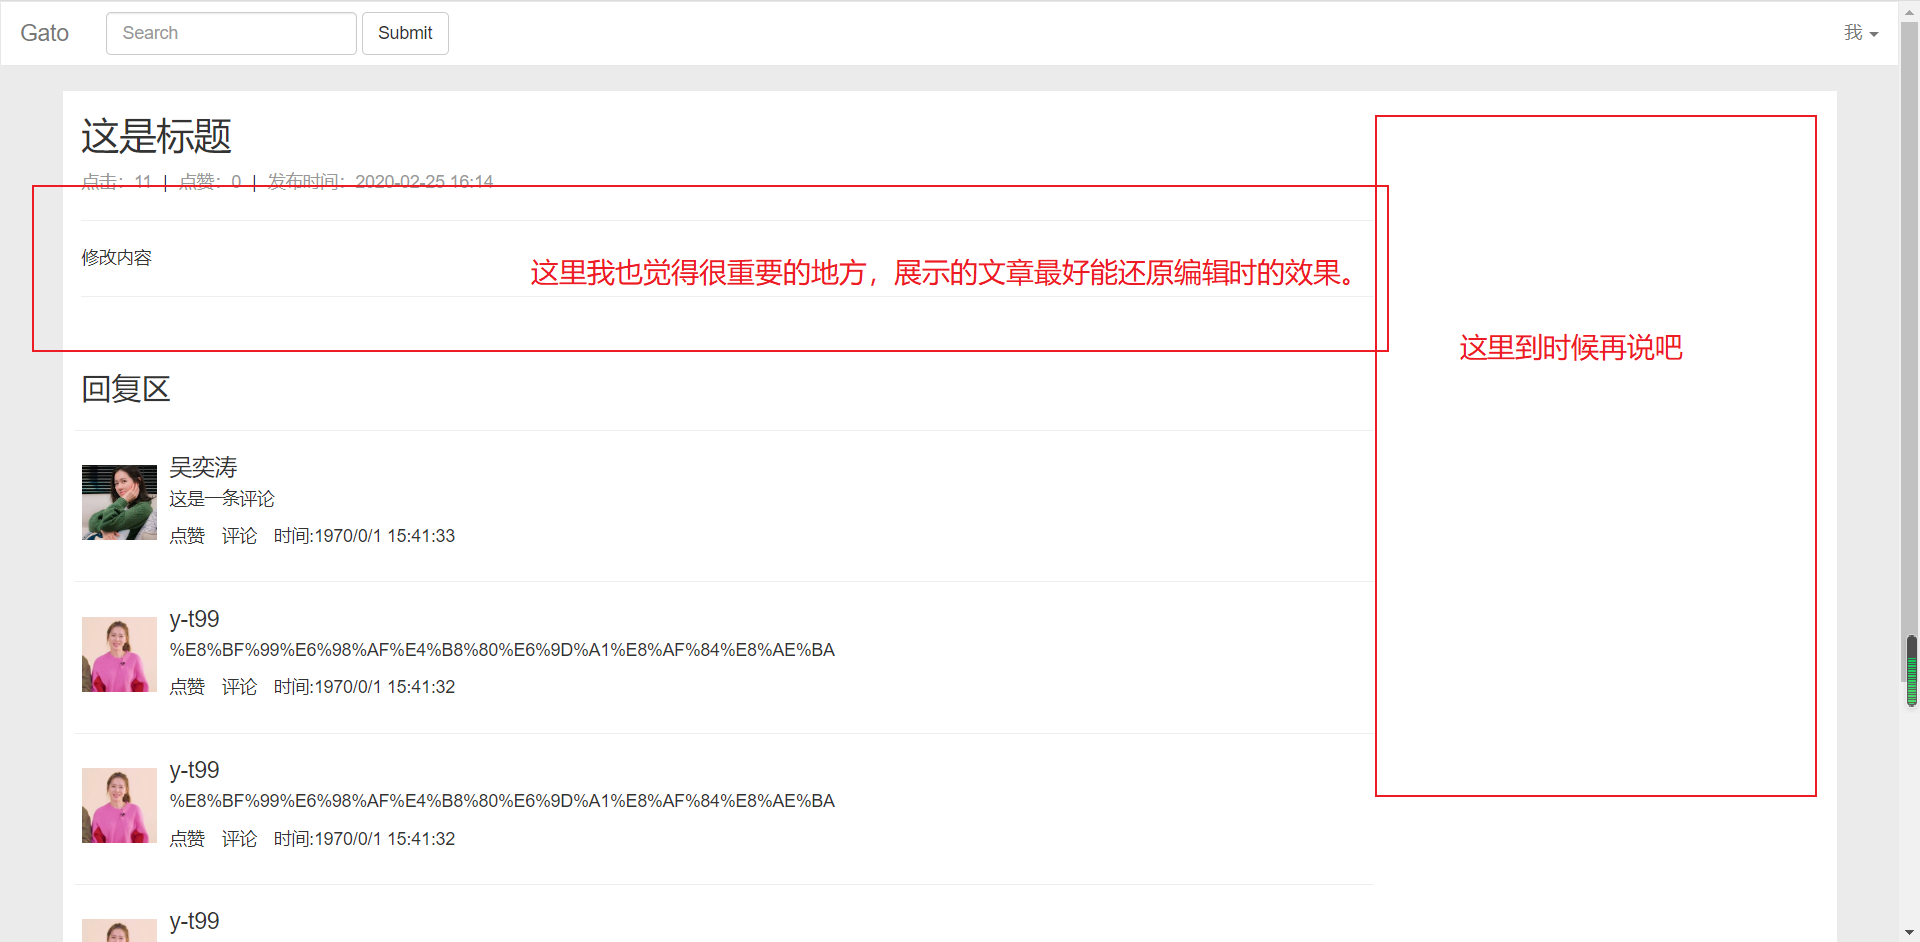 Gato
Search
Submit
我
这是标题
点击：11 | 点赞：0 | 发布时间：2020-02-25 16:14
修改内容
这里我也觉得很重要的地方，展示的文章最好能还原编辑时的效果。
这里到时候再说吧
回复区
吴奕涛
这是一条评论
点赞 评论 时间:1970/0/1 15:41:33
y-t99
%E8%BF%99%E6%98%AF%E4%B8%80%E6%9D%A1%E8%AF%84%E8%AE%BA
点赞 评论 时间:1970/0/1 15:41:32
y-t99
%E8%BF%99%E6%98%AF%E4%B8%80%E6%9D%A1%E8%AF%84%E8%AE%BA
点赞 评论 时间:1970/0/1 15:41:32
y-t99